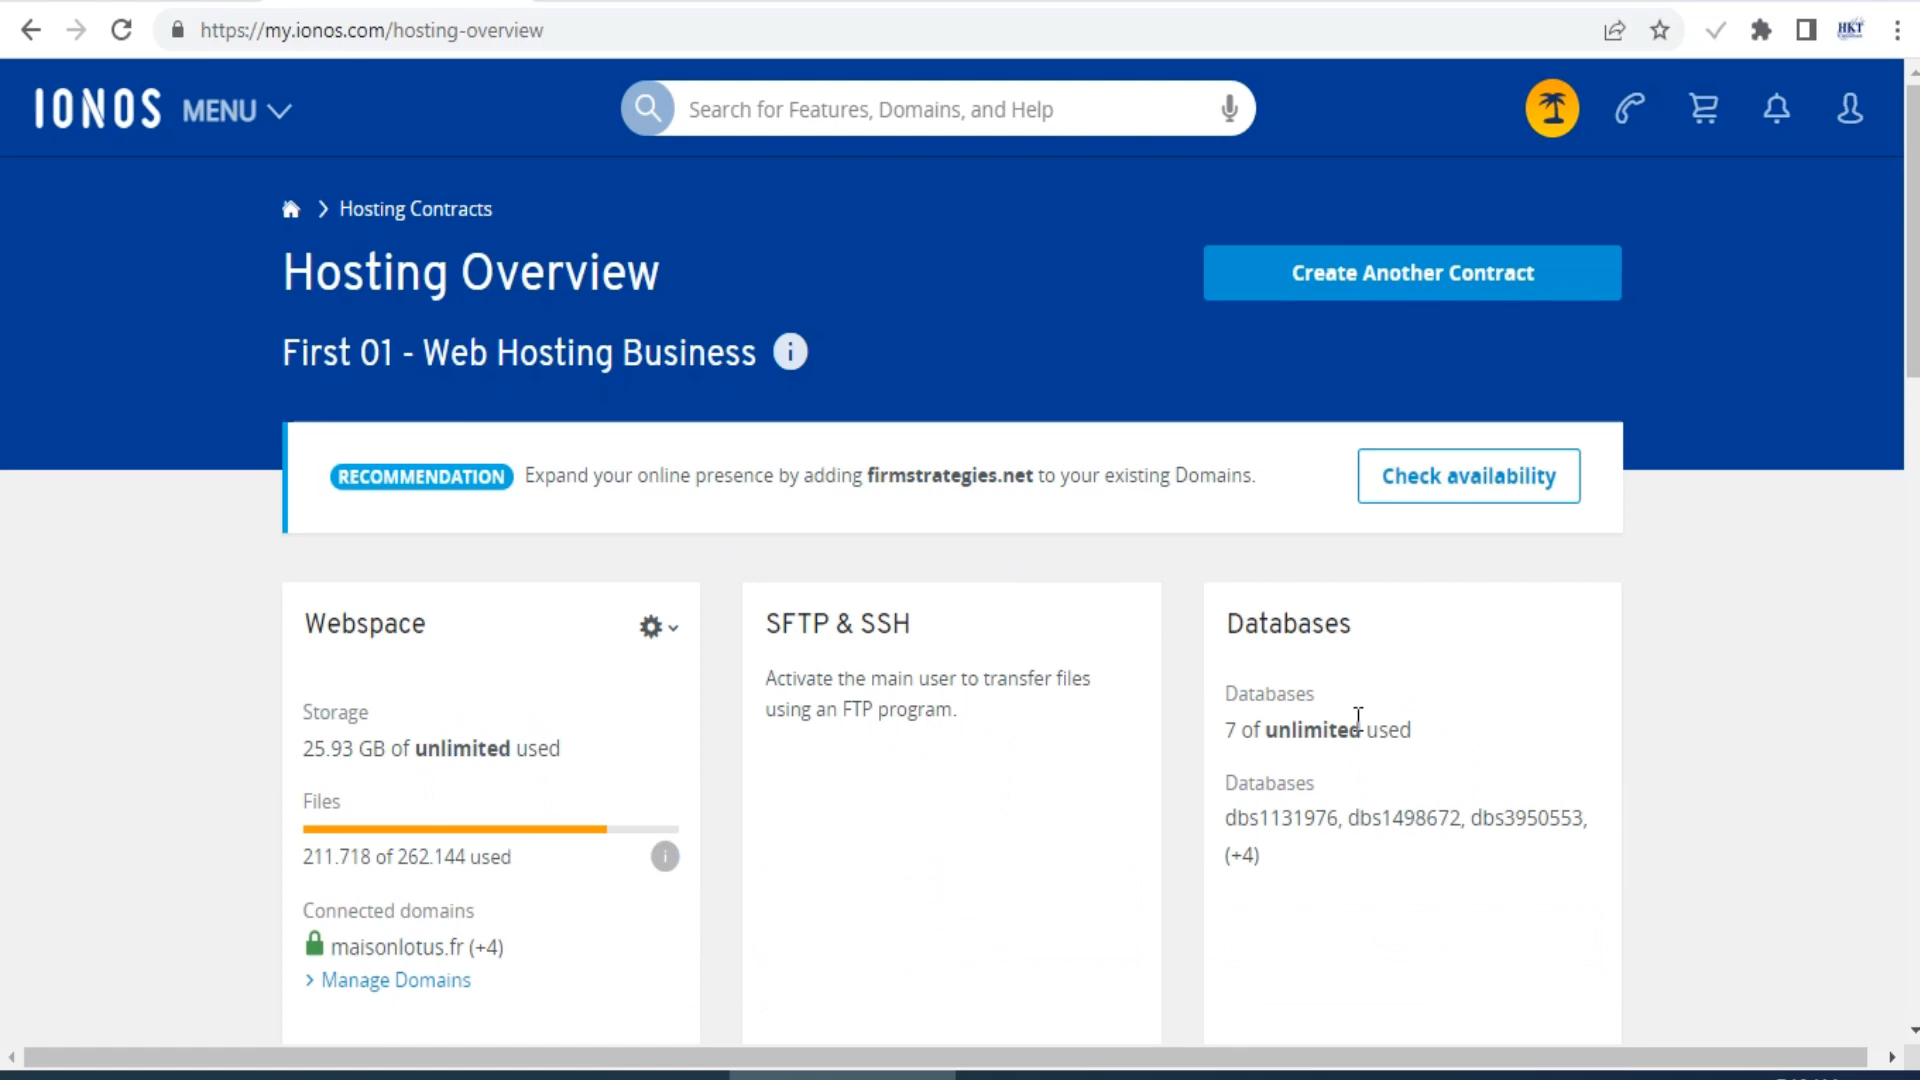 https://my.ionos.com/hosting-overview
HKT
IONOS MENU
Search for Features, Domains, and Help
Hosting Contracts
Hosting Overview
Create Another Contract
First 01 - Web Hosting Business
RECOMMENDATION Expand your online presence by adding firmstrategies.net to your existing Domains.
Check availability
Webspace
SFTP & SSH
Databases
Activate the main user to transfer files
using an FTP program.
Storage
25.93 GB of unlimited used
Files
211.718 of 262.144 used
Connected domains
maisonlotus.fr (+4)
Manage Domains
Databases
7 of unlimited used
Databases
dbs1131976, dbs1498672, dbs3950553,
(+4)